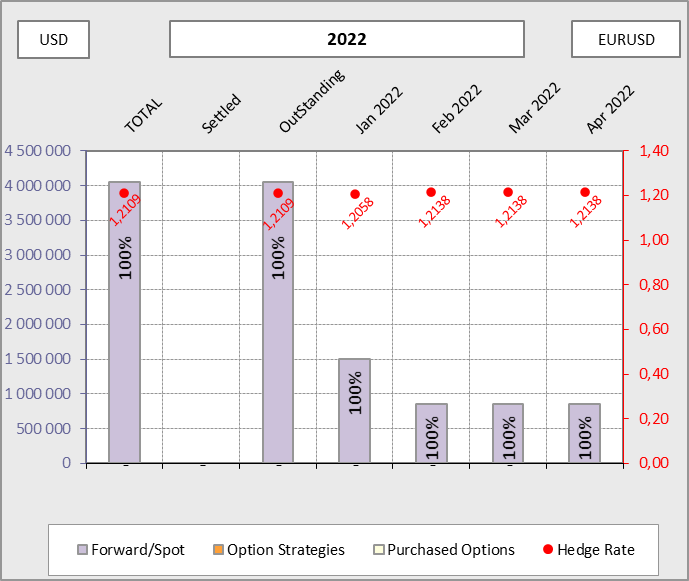 USD 2022 EURUSD
TOTAL Settled OutStanding Jan 2022 Feb 2022 Mar 2022 Apr 2022
4 500 000 1,40
4 000 000 1,20
3 500 000
3 000 000 1,00
2 500 000 0,80
2 000 000 0,60
1 500 000
1 000 000 0,40
500 000 0,20
0 0,00
1,2109 1,2109 1,2058 1,2138 1,2138 1,2138
100% 100% 100% 100% 100% 100%
- - - - - - -
Forward/Spot Option Strategies Purchased Options Hedge Rate